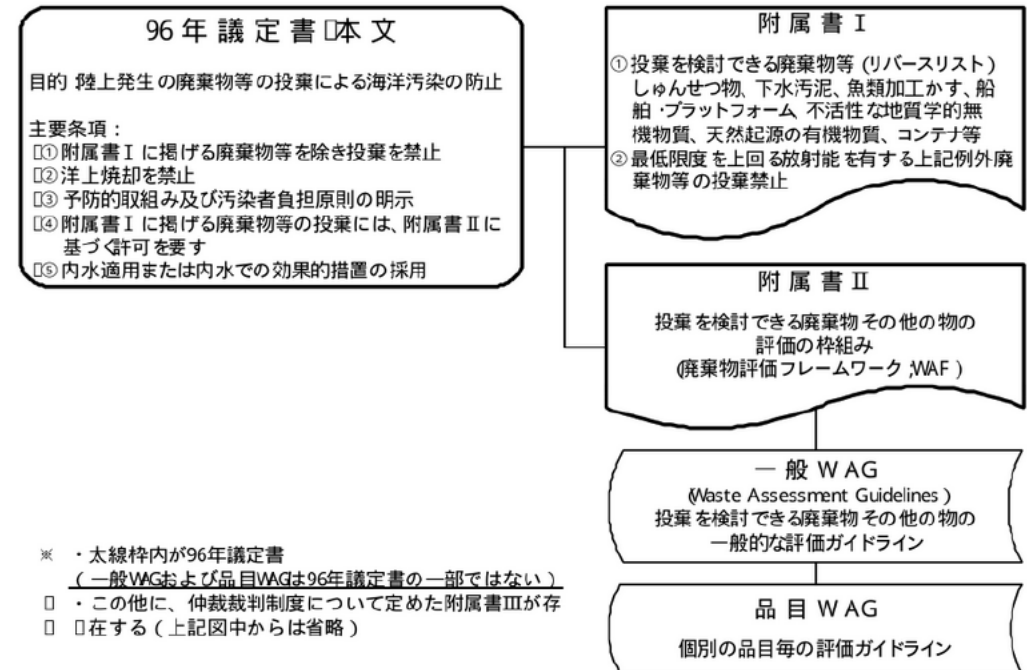 96年議定書 本文
目的 陸上発生の廃棄物等の投棄による海洋汚染の防止
主要条項：
①附属書Ⅰに掲げる廃棄物等を除き投棄を禁止
②洋上焼却を禁止
③予防的取組み及び汚染者負担原則の明示
④附属書Ⅰに掲げる廃棄物等の投棄には、附属書Ⅱに
基づく許可を要す
⑤内水適用または内水での効果的措置の採用
附属書Ⅰ
①投棄を検討できる廃棄物等（リバースリスト）
しゅんせつ物、下水汚泥、魚類加工かす、船
舶・プラットフォーム、不活性な地質学的無
機物質、天然起源の有機物質、コンテナ等
②最低限度を上回る放射能を有する上記例外廃
棄物等の投棄禁止
附属書Ⅱ
投棄を検討できる廃棄物その他の物の
評価の枠組み
（廃棄物評価フレームワーク；WAF）
一般WAG
（Waste Assessment Guidelines）
投棄を検討できる廃棄物その他の物の
一般的な評価ガイドライン
品目WAG
個別の品目毎の評価ガイドライン
※ ・太線枠内が96年議定書
（一般WAGおよび品目WAGは96年議定書の一部ではない）
・この他に、仲裁裁判制度について定めた附属書Ⅲが存
在する（上記図中からは省略）